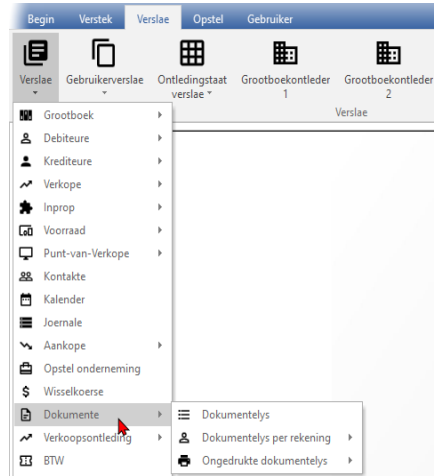 Begin Verstek Verslae Opstel Gebruiker
Verslae Gebruikerverslae Ontledingstaat verslae Grootboekontleder 1 Grootboekontleder 2
Verslae
Grootboek
Debiteure
Krediteure
Verkope
Inprop
Voorraad
Punt-van-Verkope
Kontakte
Kalender
Joernale
Aankope
Opstel onderneming
Wisselkoerse
Dokumente
Dokumentelys
Verkoopsontleding
Dokumentelys per rekening
BTW
Ongedrukte dokumentelys